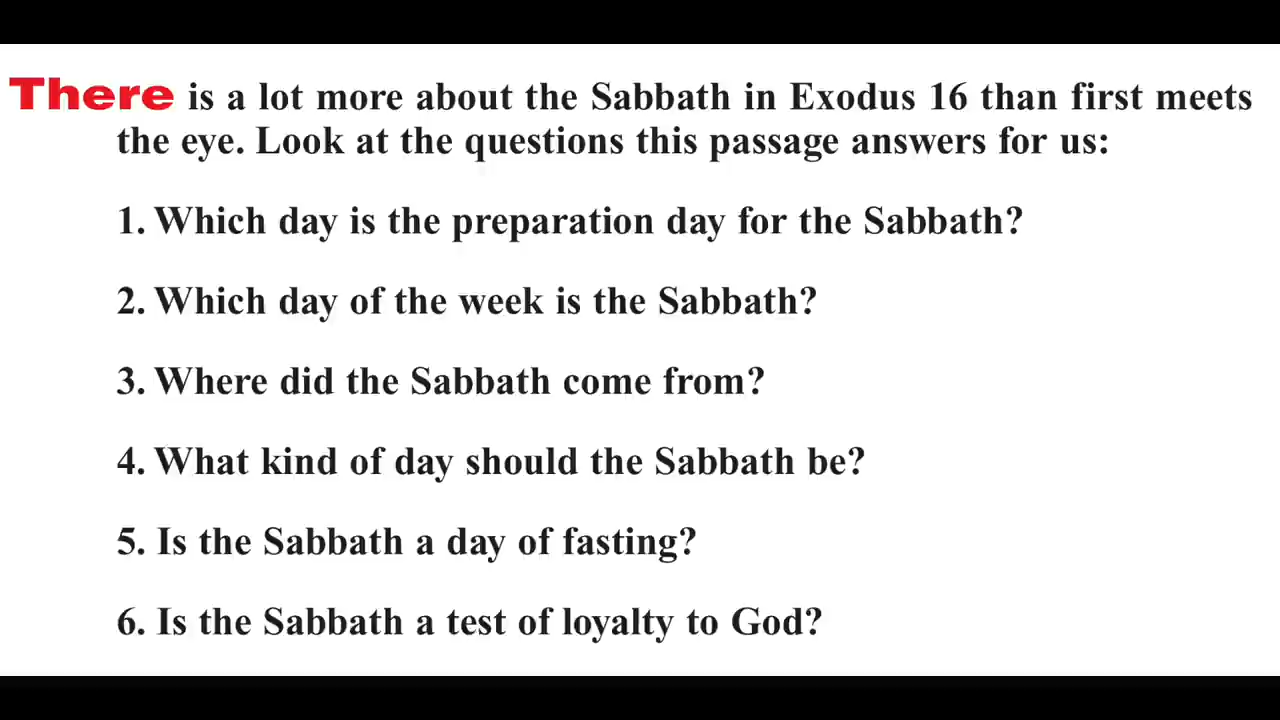 There is a lot more about the Sabbath in Exodus 16 than first meets
the eye. Look at the questions this passage answers for us:
1. Which day is the preparation day for the Sabbath?
2. Which day of the week is the Sabbath?
3. Where did the Sabbath come from?
4. What kind of day should the Sabbath be?
5. Is the Sabbath a day of fasting?
6. Is the Sabbath a test of loyalty to God?